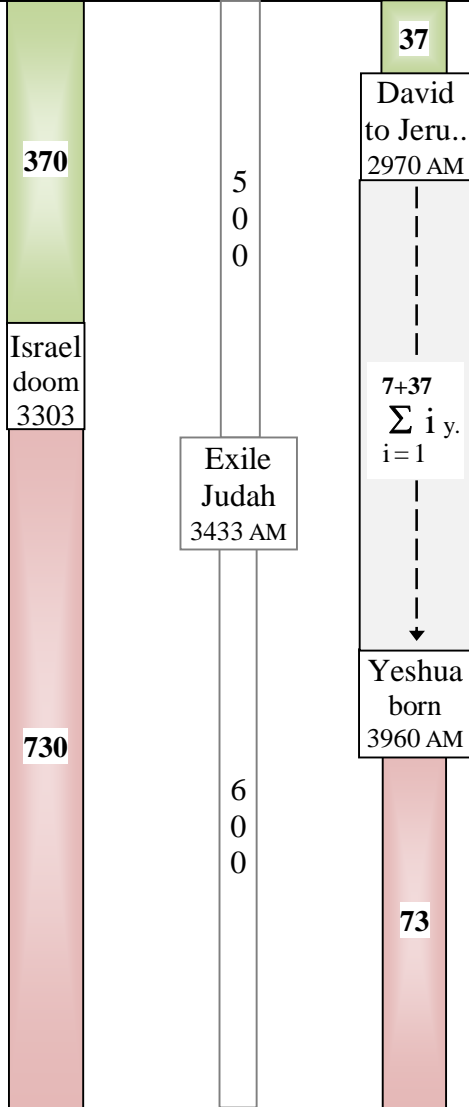 370
Israel
doom
3303
730
5
0
0
Exile
Judah
3433 AM
6
0
0
37
David
to Jeru..
2970 AM
7+37
Σ i y.
i = 1
Yeshua
born
3960 AM
73